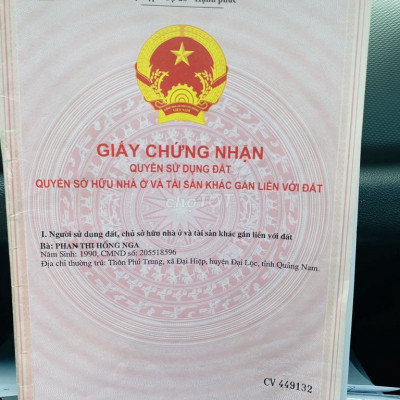 GIẤY CHỨNG NHẬN
QUYỀN SỬ DỤNG ĐẤT
QUYỀN SỞ HỮU NHÀ Ở VÀ TÀI SẢN KHÁC GẮN LIỀN VỚI ĐẤT
choTỐT
I. Người sử dụng đất, chủ sở hữu nhà ở và tài sản khác gắn liền với đất
Bà: PHAN THI HỒNG NGA
Năm Sinh: 1990, CMND số: 205518596
Địa chỉ thường trú: Thôn Phú Trung, xã Đại Hiệp, huyện Đại Lộc, tỉnh Quảng Nam.
CV 449132